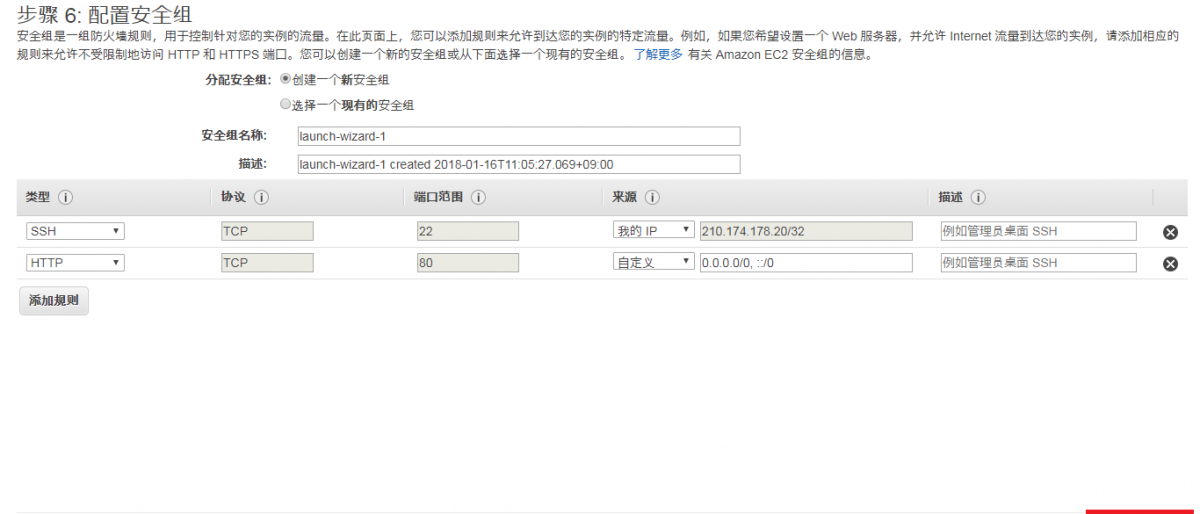 步骤 6: 配置安全组
安全组是一组防火墙规则，用于控制针对您的实例的流量。在此页面上，您可以添加规则来允许到达您的实例的特定流量。例如，如果您希望设置一个 Web 服务器，并允许 Internet 流量到达您的实例，请添加相应的
规则来允许不受限制地访问 HTTP 和 HTTPS 端口。您可以创建一个新的安全组或从下面选择一个现有的安全组。 了解更多 有关 Amazon EC2 安全组的信息。
分配安全组: 创建一个新安全组
选择一个现有的安全组
安全组名称: launch-wizard-1
描述: launch-wizard-1 created 2018-01-16T11:05:27.069+09:00
类型 协议 端口范围 来源 描述
SSH TCP 22 我的 IP 210.174.178.20/32 例如管理员桌面 SSH
HTTP TCP 80 自定义 0.0.0.0/0, ::/0 例如管理员桌面 SSH
添加规则